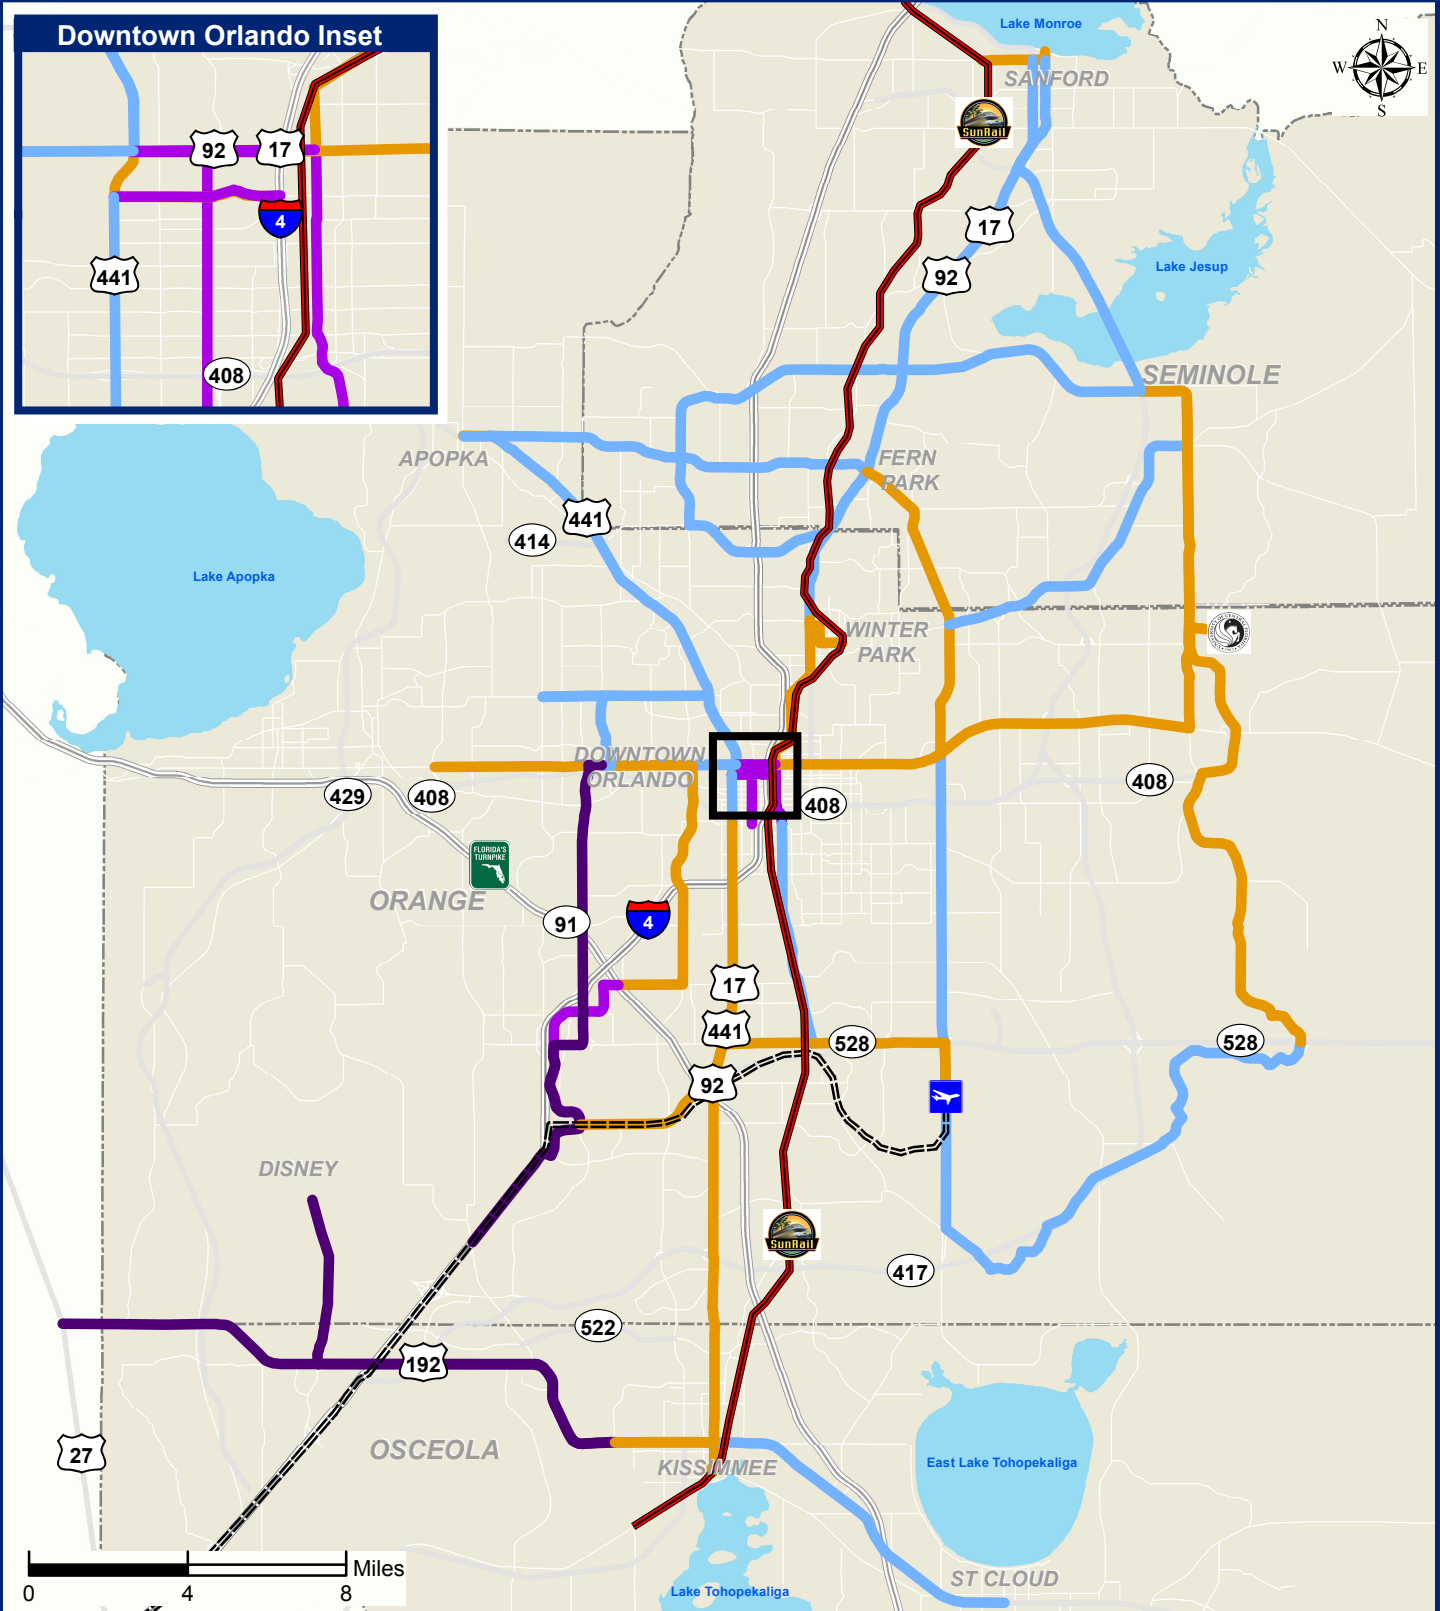 Downtown Orlando Inset
92
17
4
441
408
Lake Monroe
N
W
E
S
SANFORD
SunRail
17
92
Lake Jesup
SEMINOLE
APOPKA
FERN
PARK
441
414
Lake Apopka
WINTER
PARK
DOWNTOWN
ORLANDO
429
408
408
408
FLORIDA'S
TURNPIKE
ORANGE
91
4
17
441
528
528
92
DISNEY
SunRail
417
522
192
27
OSCEOLA
KISSIMMEE
East Lake Tohopekaliga
ST CLOUD
Lake Tohopekaliga
Miles
0
4
8